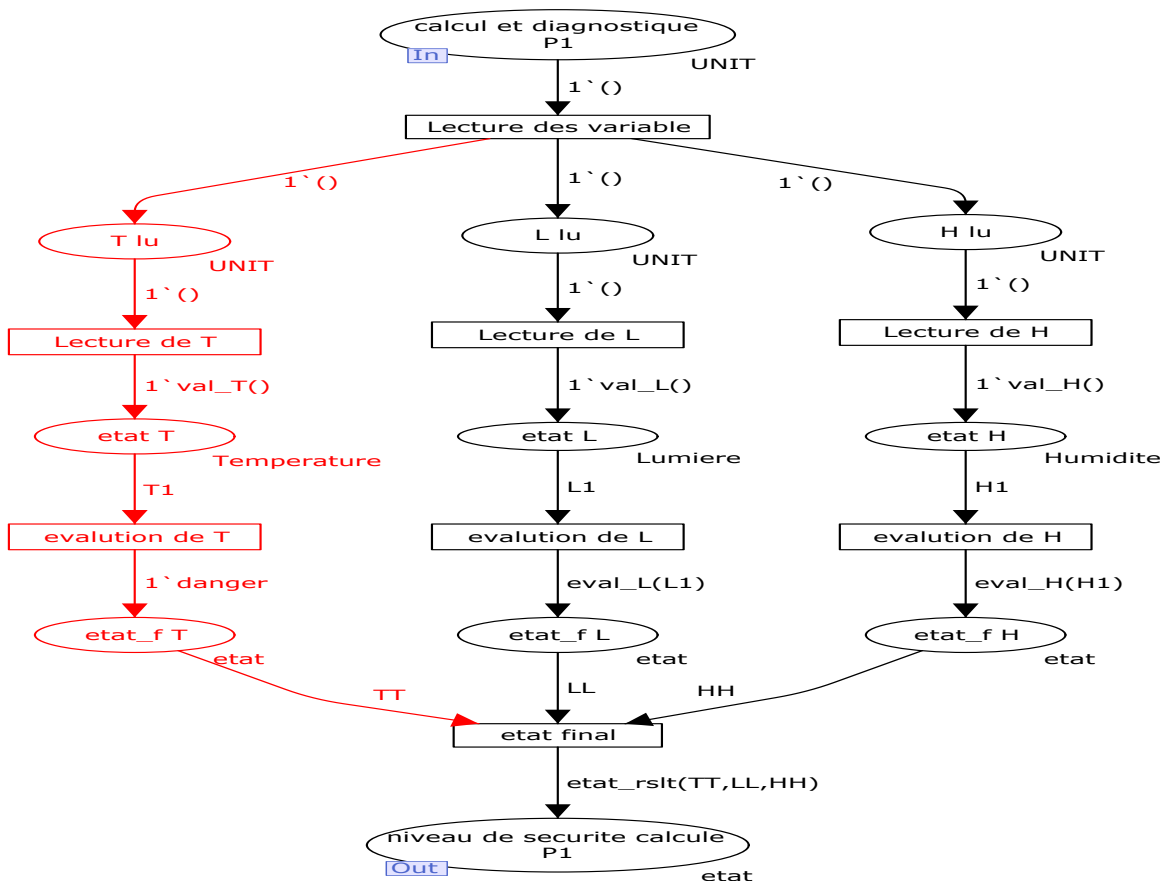 calcul et diagnostique
P1
In
UNIT
1`()
Lecture des variable
1`()
1`()
1`()
T lu
L lu
H lu
UNIT
UNIT
UNIT
1`()
1`()
1`()
Lecture de T
Lecture de L
Lecture de H
1`val_T()
1`val_L()
1`val_H()
etat T
etat L
etat H
Temperature
Lumiere
Humidite
T1
L1
H1
evalution de T
evalution de L
evalution de H
1`danger
eval_L(L1)
eval_H(H1)
etat_f T
etat_f L
etat_f H
etat
etat
etat
TT
LL
HH
etat final
etat_rslt(TT,LL,HH)
niveau de securite calcule
P1
Out
etat